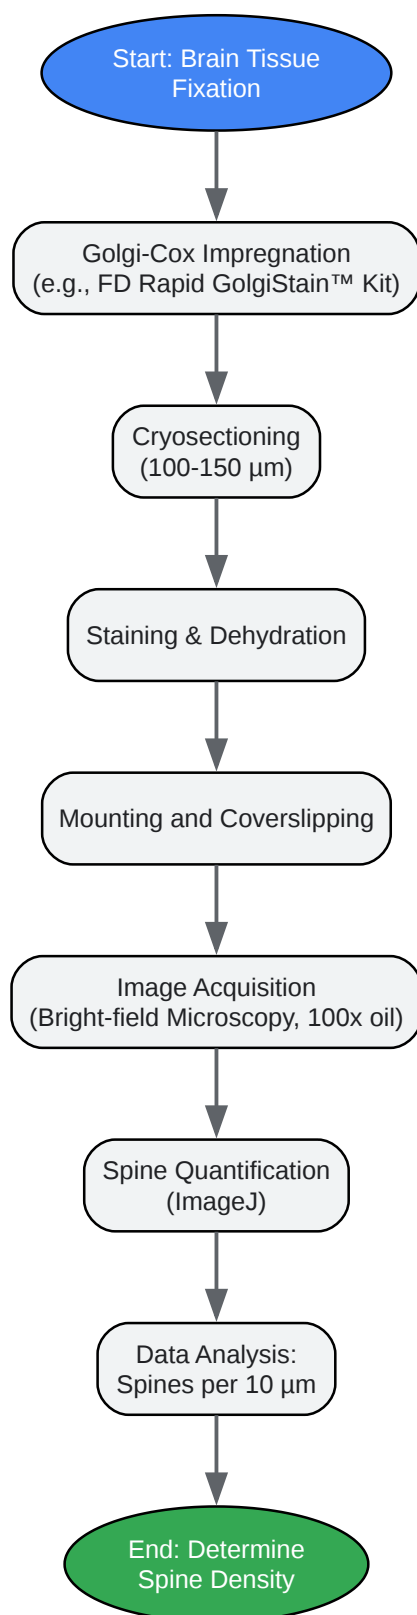 Start: Brain Tissue
Fixation
Golgi-Cox Impregnation
(e.g., FD Rapid GolgiStain™ Kit)
Cryosectioning
(100-150 µm)
Staining & Dehydration
Mounting and Coverslipping
Image Acquisition
(Bright-field Microscopy, 100x oil)
Spine Quantification
(ImageJ)
Data Analysis:
Spines per 10 µm
End: Determine
Spine Density